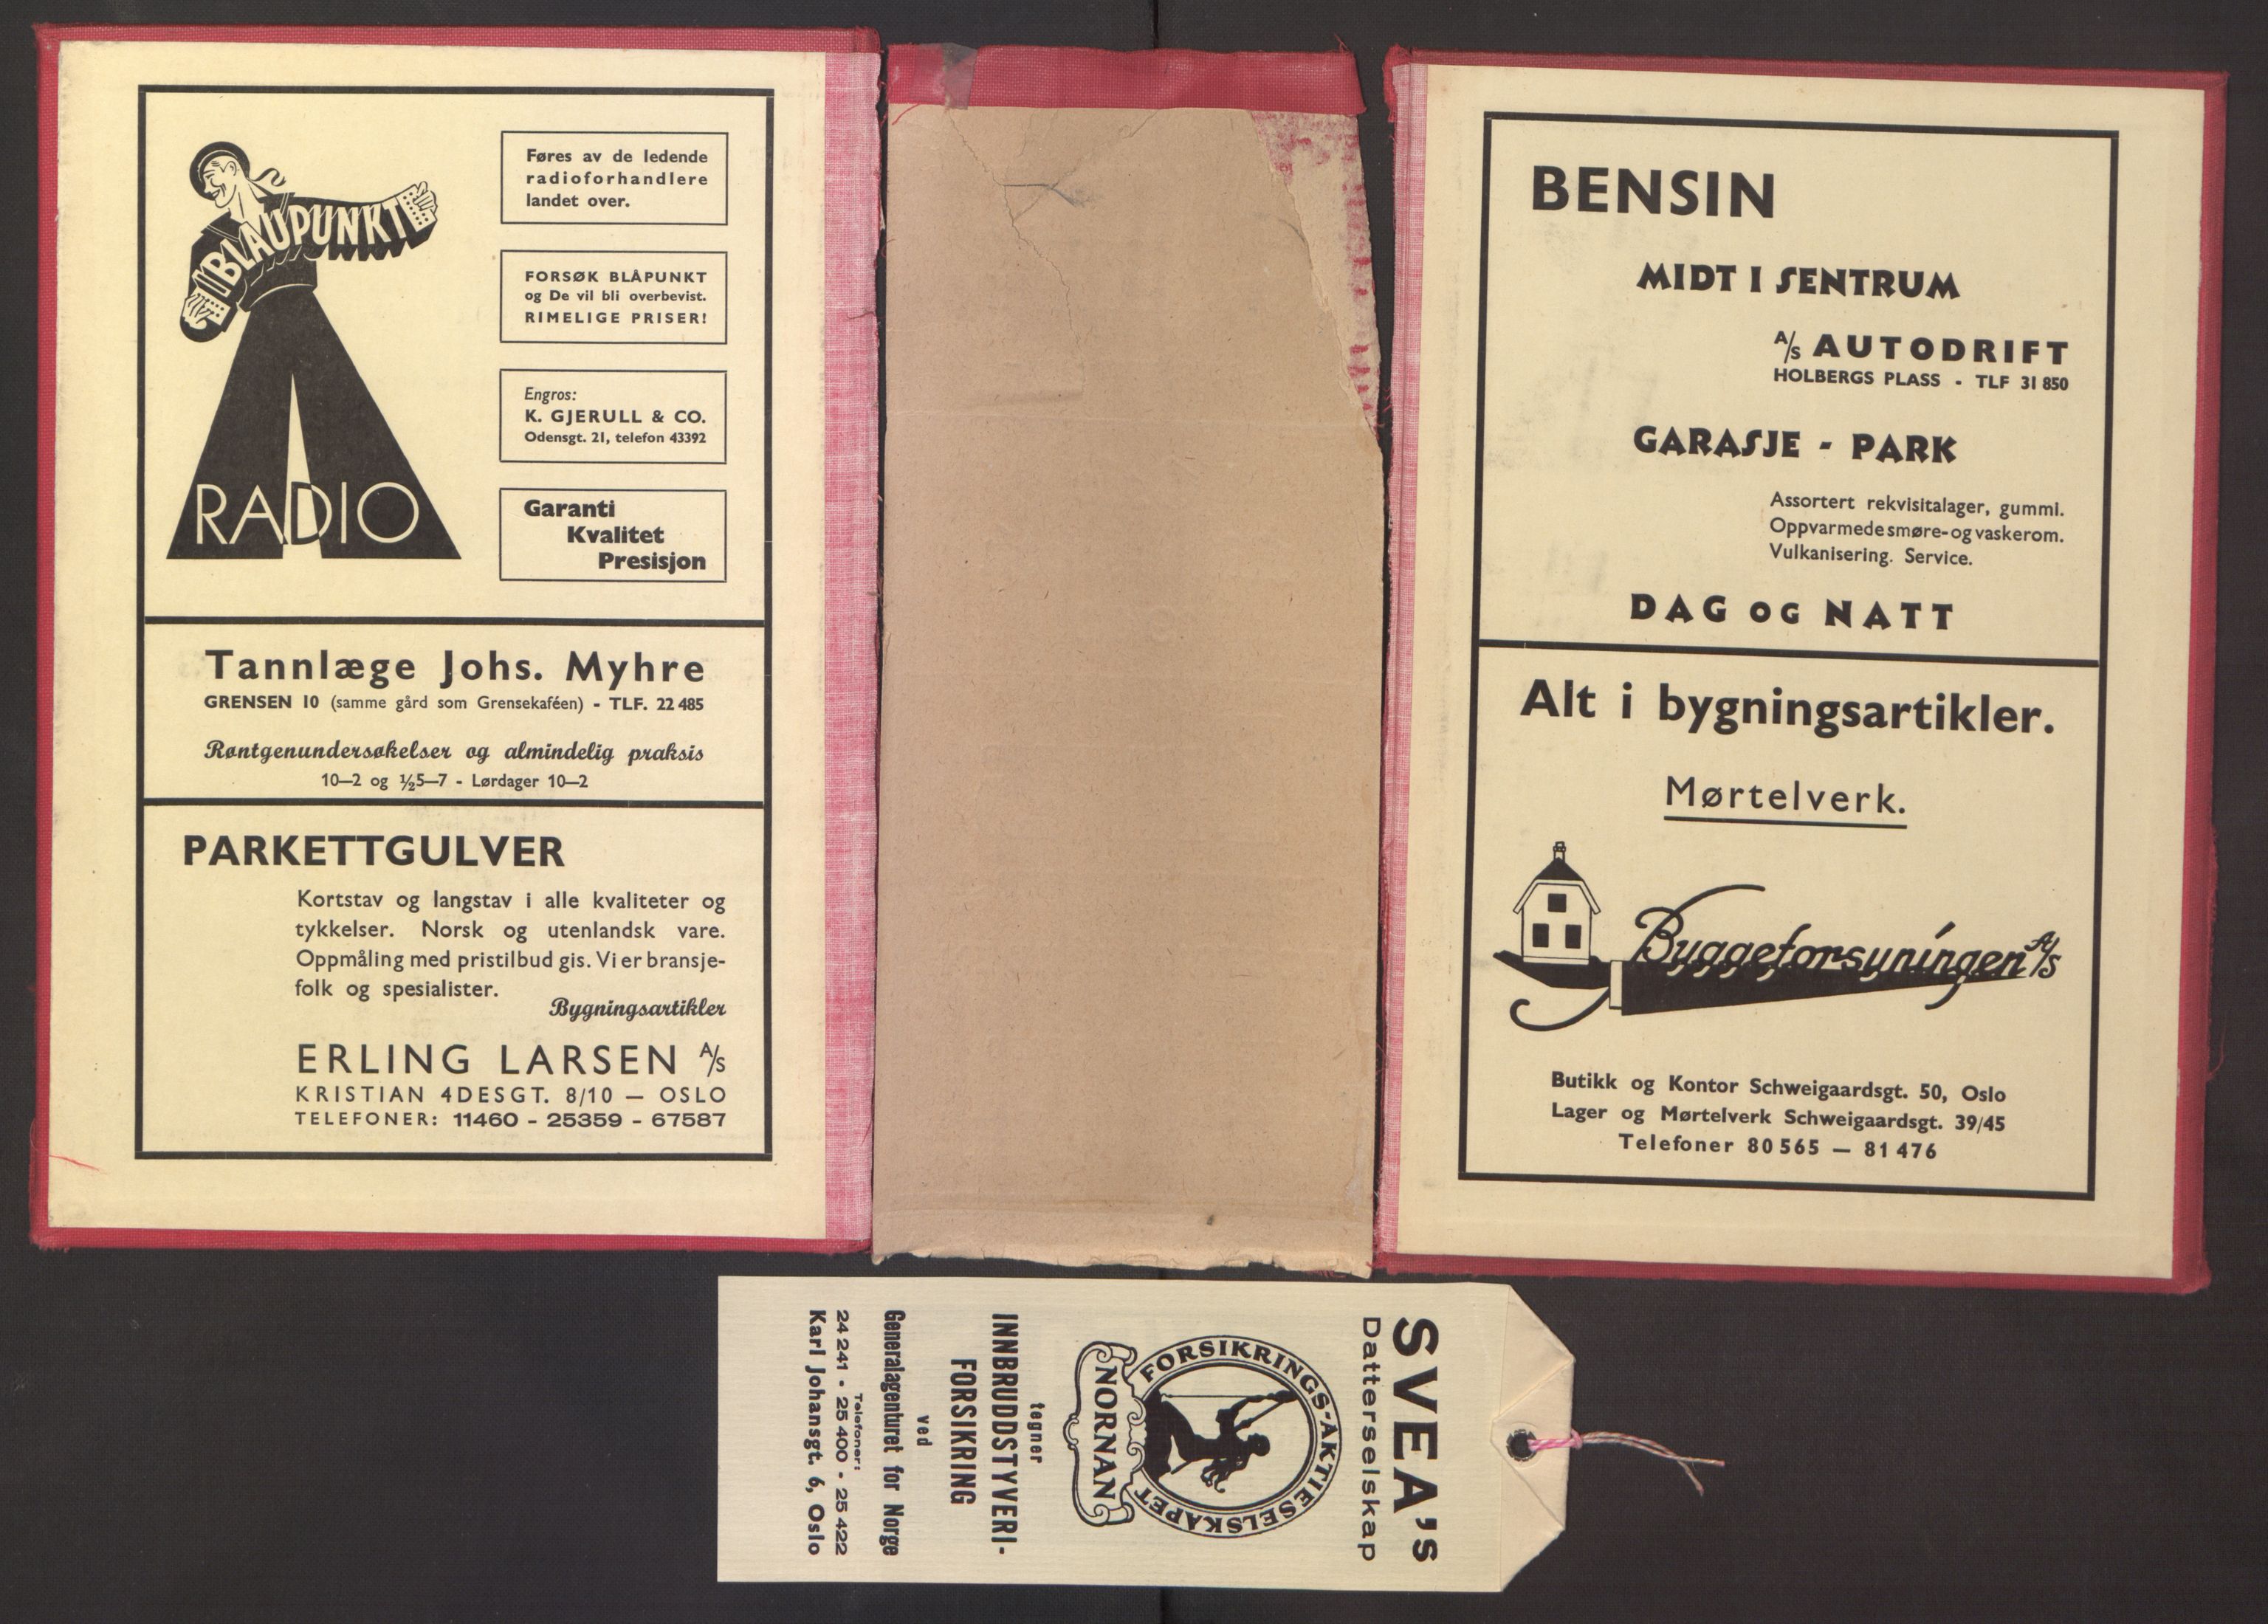 BLAUPUNKT
RADIO
Føres av de ledende
radioforhandlere
landet over.
FORSØK BLÅPUNKT
og De vil bli overbevist.
RIMELIGE PRISER!
Engros:
K. GJERULL & CO.
Odensgt. 21, telefon 43392
Garanti
Kvalitet
Presisjon
Tannlæge Johs. Myhre
GRENSEN 10 (samme gård som Grensekaféen) - TLF. 22 485
Røntgenundersøkelser og almindelig praksis
10—2 og ½5—7 - Lørdager 10—2
PARKETTGULVER
Kortstav og langstav i alle kvaliteter og
tykkelser. Norsk og utenlandsk vare.
Oppmåling med pristilbud gis. Vi er bransje-
folk og spesialister.
Bygningsartikler
ERLING LARSEN A/S
KRISTIAN 4DESGT. 8/10 — OSLO
TELEFONER: 11460 - 25359 - 67587
BENSIN
MIDT I SENTRUM
A/S AUTODRIFT
HOLBERGS PLASS - TLF 31 850
GARASJE - PARK
Assortert rekvisitalager, gummi.
Oppvarmede smøre- og vaskerom.
Vulkanisering. Service.
DAG OG NATT
Alt i bygningsartikler.
Mørtelverk.
Byggeforsyningen A/S
Butikk og Kontor Schweigaardsgt. 50, Oslo
Lager og Mørtelverk Schweigaardsgt. 39/45
Telefoner 80 565 — 81 476
SVEA's
Datterselskap
FORSIKRINGS-AKTIESELSKAPET
NORNAN
tegner
INNBRUDDSTYVERI-
FORSIKRING
ved
Generalagenturet for Norge
Telefoner:
24 241 - 25 400 - 25 422
Karl Johansgt. 6, Oslo